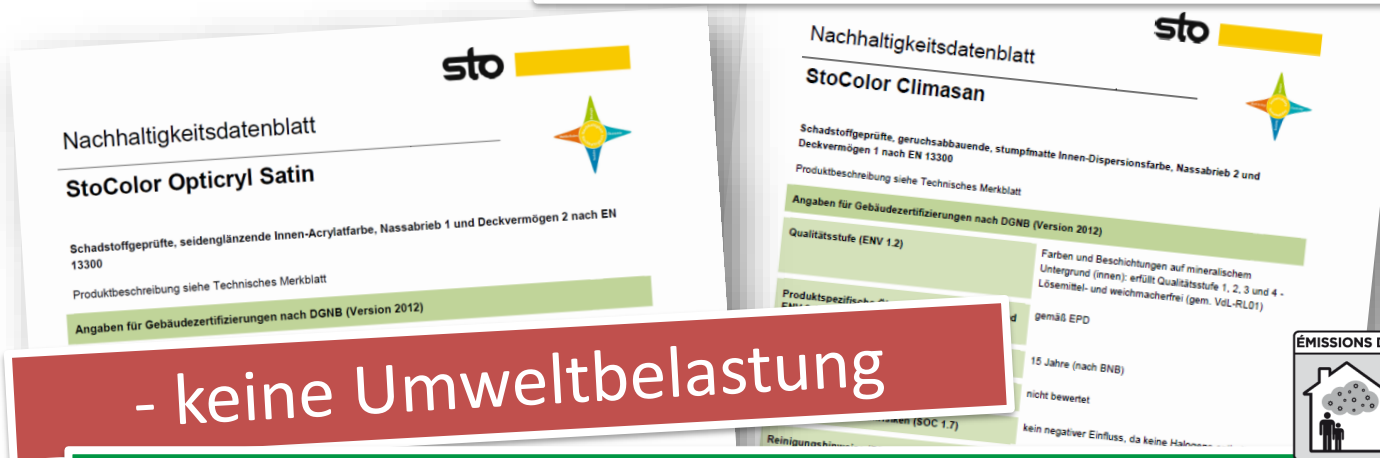 sto
Nachhaltigkeitsdatenblatt
StoColor Opticryl Satin
Schadstoffgeprüfte, seidenglänzende Innen-Acrylatfarbe, Nassabrieb 1 und Deckvermögen 2 nach EN
13300
Produktbeschreibung siehe Technisches Merkblatt
Angaben für Gebäudezertifizierungen nach DGNB (Version 2012)
sto
Nachhaltigkeitsdatenblatt
StoColor Climasan
Schadstoffgeprüfte, geruchsabbauende, stumpfmatte Innen-Dispersionsfarbe, Nassabrieb 2 und
Deckvermögen 1 nach EN 13300
Produktbeschreibung siehe Technisches Merkblatt
Angaben für Gebäudezertifizierungen nach DGNB (Version 2012)
Qualitätsstufe (ENV 1.2)
Farben und Beschichtungen auf mineralischem
Untergrund (innen): erfüllt Qualitätsstufe 1, 2, 3 und 4 -
Lösemittel- und weichmacherfrei (gem. VdL-RL01)
Produktspezifische
gemäß EPD
15 Jahre (nach BNB)
nicht bewertet
(SOC 1.7)
kein negativer Einfluss, da keine
- keine Umweltbelastung
ÉMISSIONS D